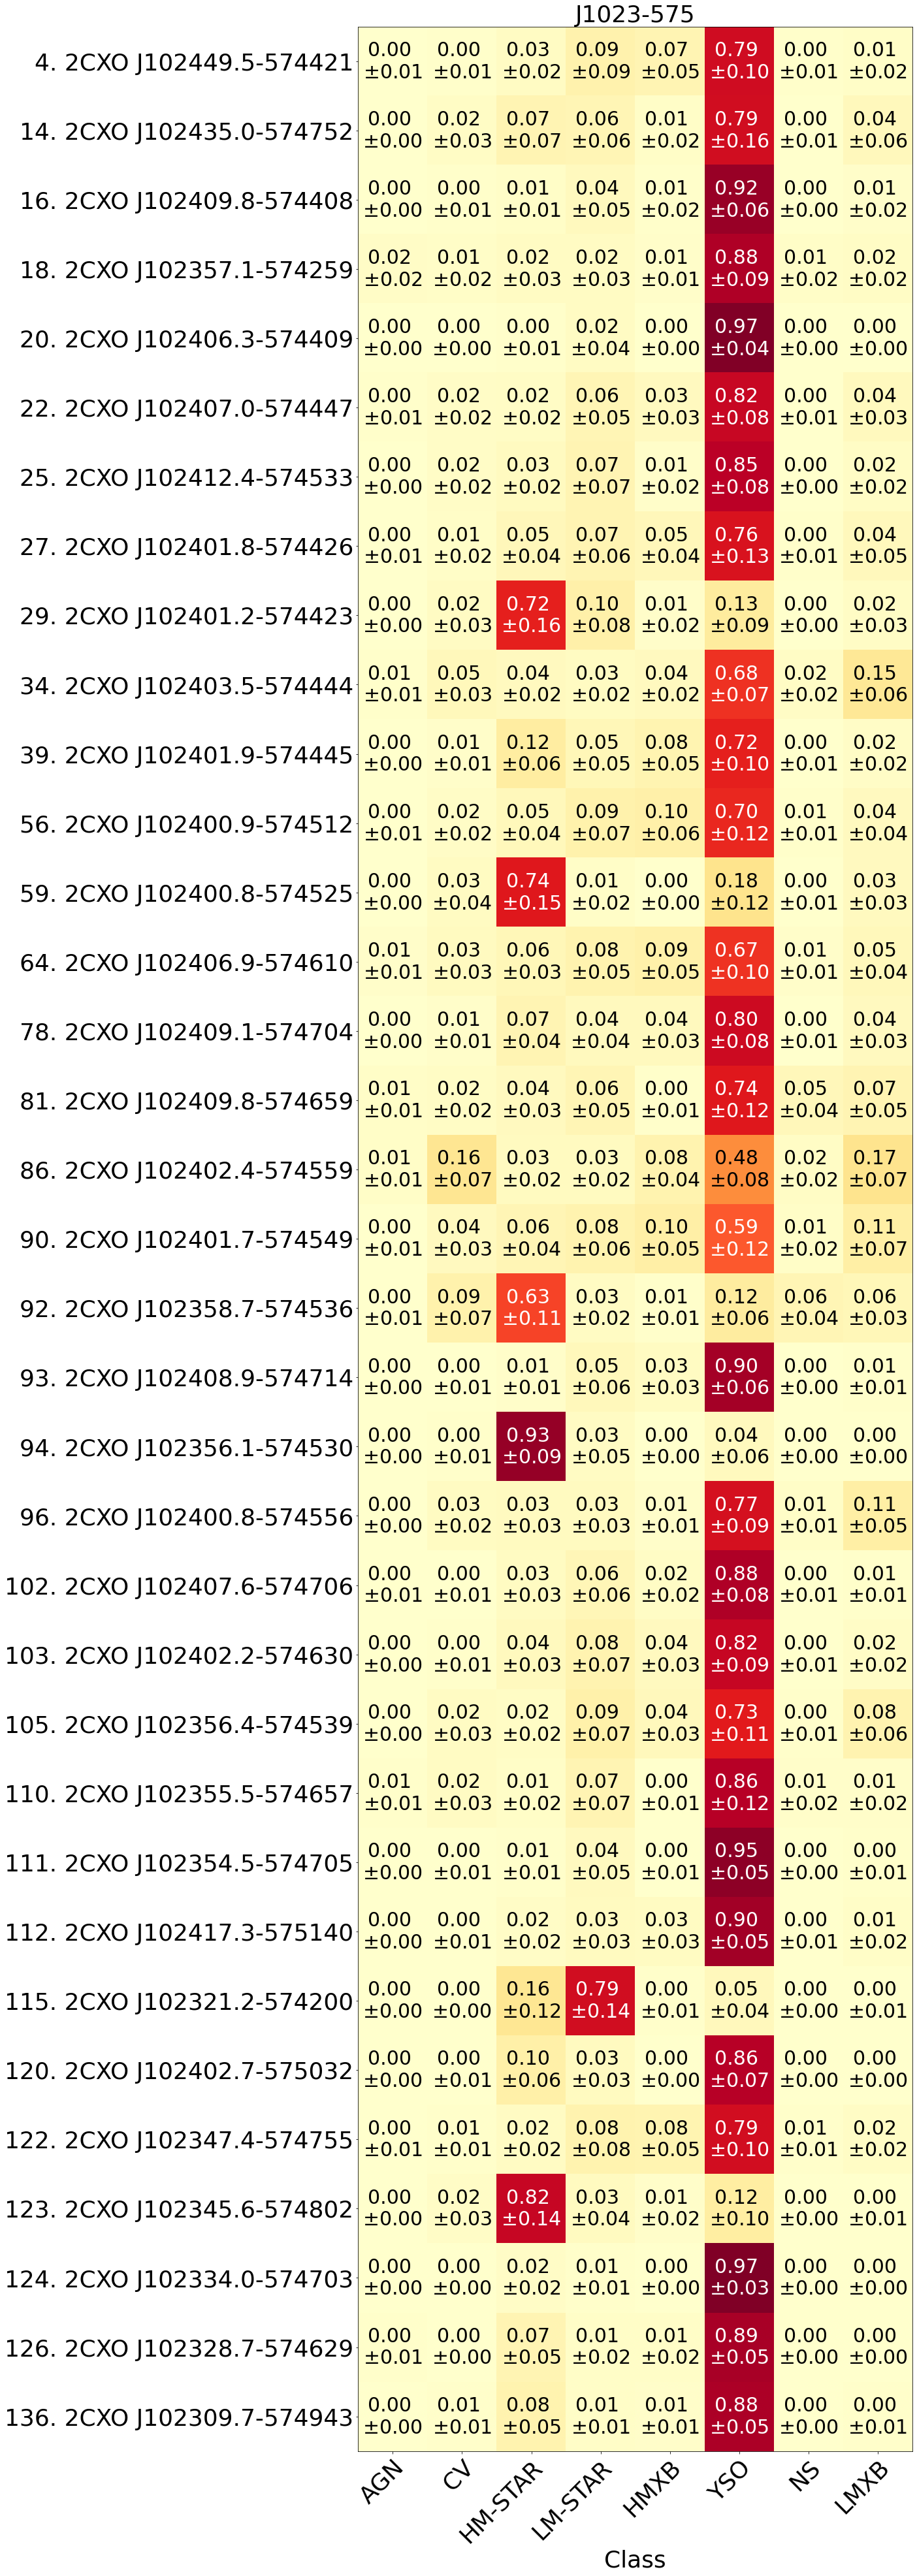 J1023-575
4. 2CXO J102449.5-574421 0.00 0.00 0.03 0.09 0.07 0.79 0.00 0.01
±0.01 ±0.01 ±0.02 ±0.09 ±0.05 ±0.10 ±0.01 ±0.02
14. 2CXO J102435.0-574752 0.00 0.02 0.07 0.06 0.01 0.79 0.00 0.04
±0.00 ±0.03 ±0.07 ±0.06 ±0.02 ±0.16 ±0.01 ±0.06
16. 2CXO J102409.8-574408 0.00 0.00 0.01 0.04 0.01 0.92 0.00 0.01
±0.00 ±0.01 ±0.01 ±0.05 ±0.02 ±0.06 ±0.00 ±0.02
18. 2CXO J102357.1-574259 0.02 0.01 0.02 0.02 0.01 0.88 0.01 0.02
±0.02 ±0.02 ±0.03 ±0.03 ±0.01 ±0.09 ±0.02 ±0.02
20. 2CXO J102406.3-574409 0.00 0.00 0.00 0.02 0.00 0.97 0.00 0.00
±0.00 ±0.00 ±0.01 ±0.04 ±0.00 ±0.04 ±0.00 ±0.00
22. 2CXO J102407.0-574447 0.00 0.02 0.02 0.06 0.03 0.82 0.00 0.04
±0.01 ±0.02 ±0.02 ±0.05 ±0.03 ±0.08 ±0.01 ±0.03
25. 2CXO J102412.4-574533 0.00 0.02 0.03 0.07 0.01 0.85 0.00 0.02
±0.00 ±0.02 ±0.02 ±0.07 ±0.02 ±0.08 ±0.00 ±0.02
27. 2CXO J102401.8-574426 0.00 0.01 0.05 0.07 0.05 0.76 0.00 0.04
±0.01 ±0.02 ±0.04 ±0.06 ±0.04 ±0.13 ±0.01 ±0.05
29. 2CXO J102401.2-574423 0.00 0.02 0.72 0.10 0.01 0.13 0.00 0.02
±0.00 ±0.03 ±0.16 ±0.08 ±0.02 ±0.09 ±0.00 ±0.03
34. 2CXO J102403.5-574444 0.01 0.05 0.04 0.03 0.04 0.68 0.02 0.15
±0.01 ±0.03 ±0.02 ±0.02 ±0.02 ±0.07 ±0.02 ±0.06
39. 2CXO J102401.9-574445 0.00 0.01 0.12 0.05 0.08 0.72 0.00 0.02
±0.00 ±0.01 ±0.06 ±0.05 ±0.05 ±0.10 ±0.01 ±0.02
56. 2CXO J102400.9-574512 0.00 0.02 0.05 0.09 0.10 0.70 0.01 0.04
±0.01 ±0.02 ±0.04 ±0.07 ±0.06 ±0.12 ±0.01 ±0.04
59. 2CXO J102400.8-574525 0.00 0.03 0.74 0.01 0.00 0.18 0.00 0.03
±0.00 ±0.04 ±0.15 ±0.02 ±0.00 ±0.12 ±0.01 ±0.03
64. 2CXO J102406.9-574610 0.01 0.03 0.06 0.08 0.09 0.67 0.01 0.05
±0.01 ±0.03 ±0.03 ±0.05 ±0.05 ±0.10 ±0.01 ±0.04
78. 2CXO J102409.1-574704 0.00 0.01 0.07 0.04 0.04 0.80 0.00 0.04
±0.00 ±0.01 ±0.04 ±0.04 ±0.03 ±0.08 ±0.01 ±0.03
81. 2CXO J102409.8-574659 0.01 0.02 0.04 0.06 0.00 0.74 0.05 0.07
±0.01 ±0.02 ±0.03 ±0.05 ±0.01 ±0.12 ±0.04 ±0.05
86. 2CXO J102402.4-574559 0.01 0.16 0.03 0.03 0.08 0.48 0.02 0.17
±0.01 ±0.07 ±0.02 ±0.02 ±0.04 ±0.08 ±0.02 ±0.07
90. 2CXO J102401.7-574549 0.00 0.04 0.06 0.08 0.10 0.59 0.01 0.11
±0.01 ±0.03 ±0.04 ±0.06 ±0.05 ±0.12 ±0.02 ±0.07
92. 2CXO J102358.7-574536 0.00 0.09 0.63 0.03 0.01 0.12 0.06 0.06
±0.01 ±0.07 ±0.11 ±0.02 ±0.01 ±0.06 ±0.04 ±0.03
93. 2CXO J102408.9-574714 0.00 0.00 0.01 0.05 0.03 0.90 0.00 0.01
±0.00 ±0.01 ±0.01 ±0.06 ±0.03 ±0.06 ±0.00 ±0.01
94. 2CXO J102356.1-574530 0.00 0.00 0.93 0.03 0.00 0.04 0.00 0.00
±0.00 ±0.01 ±0.09 ±0.05 ±0.00 ±0.06 ±0.00 ±0.00
96. 2CXO J102400.8-574556 0.00 0.03 0.03 0.03 0.01 0.77 0.01 0.11
±0.00 ±0.02 ±0.03 ±0.03 ±0.01 ±0.09 ±0.01 ±0.05
102. 2CXO J102407.6-574706 0.00 0.00 0.03 0.06 0.02 0.88 0.00 0.01
±0.01 ±0.01 ±0.03 ±0.06 ±0.02 ±0.08 ±0.01 ±0.01
103. 2CXO J102402.2-574630 0.00 0.00 0.04 0.08 0.04 0.82 0.00 0.02
±0.00 ±0.01 ±0.03 ±0.07 ±0.03 ±0.09 ±0.01 ±0.02
105. 2CXO J102356.4-574539 0.00 0.02 0.02 0.09 0.04 0.73 0.00 0.08
±0.00 ±0.03 ±0.02 ±0.07 ±0.03 ±0.11 ±0.01 ±0.06
110. 2CXO J102355.5-574657 0.01 0.02 0.01 0.07 0.00 0.86 0.01 0.01
±0.01 ±0.03 ±0.02 ±0.07 ±0.01 ±0.12 ±0.02 ±0.02
111. 2CXO J102354.5-574705 0.00 0.00 0.01 0.04 0.00 0.95 0.00 0.00
±0.00 ±0.01 ±0.01 ±0.05 ±0.01 ±0.05 ±0.00 ±0.01
112. 2CXO J102417.3-575140 0.00 0.00 0.02 0.03 0.03 0.90 0.00 0.01
±0.00 ±0.01 ±0.02 ±0.03 ±0.03 ±0.05 ±0.01 ±0.02
115. 2CXO J102321.2-574200 0.00 0.00 0.16 0.79 0.00 0.05 0.00 0.00
±0.00 ±0.00 ±0.12 ±0.14 ±0.01 ±0.04 ±0.00 ±0.01
120. 2CXO J102402.7-575032 0.00 0.00 0.10 0.03 0.00 0.86 0.00 0.00
±0.00 ±0.01 ±0.06 ±0.03 ±0.00 ±0.07 ±0.00 ±0.00
122. 2CXO J102347.4-574755 0.00 0.01 0.02 0.08 0.08 0.79 0.01 0.02
±0.01 ±0.01 ±0.02 ±0.08 ±0.05 ±0.10 ±0.01 ±0.02
123. 2CXO J102345.6-574802 0.00 0.02 0.82 0.03 0.01 0.12 0.00 0.00
±0.00 ±0.03 ±0.14 ±0.04 ±0.02 ±0.10 ±0.00 ±0.01
124. 2CXO J102334.0-574703 0.00 0.00 0.02 0.01 0.00 0.97 0.00 0.00
±0.00 ±0.00 ±0.02 ±0.01 ±0.00 ±0.03 ±0.00 ±0.00
126. 2CXO J102328.7-574629 0.00 0.00 0.07 0.01 0.01 0.89 0.00 0.00
±0.01 ±0.00 ±0.05 ±0.02 ±0.02 ±0.05 ±0.00 ±0.00
136. 2CXO J102309.7-574943 0.00 0.01 0.08 0.01 0.01 0.88 0.00 0.00
±0.00 ±0.01 ±0.05 ±0.01 ±0.01 ±0.05 ±0.00 ±0.01
AGN CV HM-STAR LM-STAR HMXB YSO NS LMXB
Class